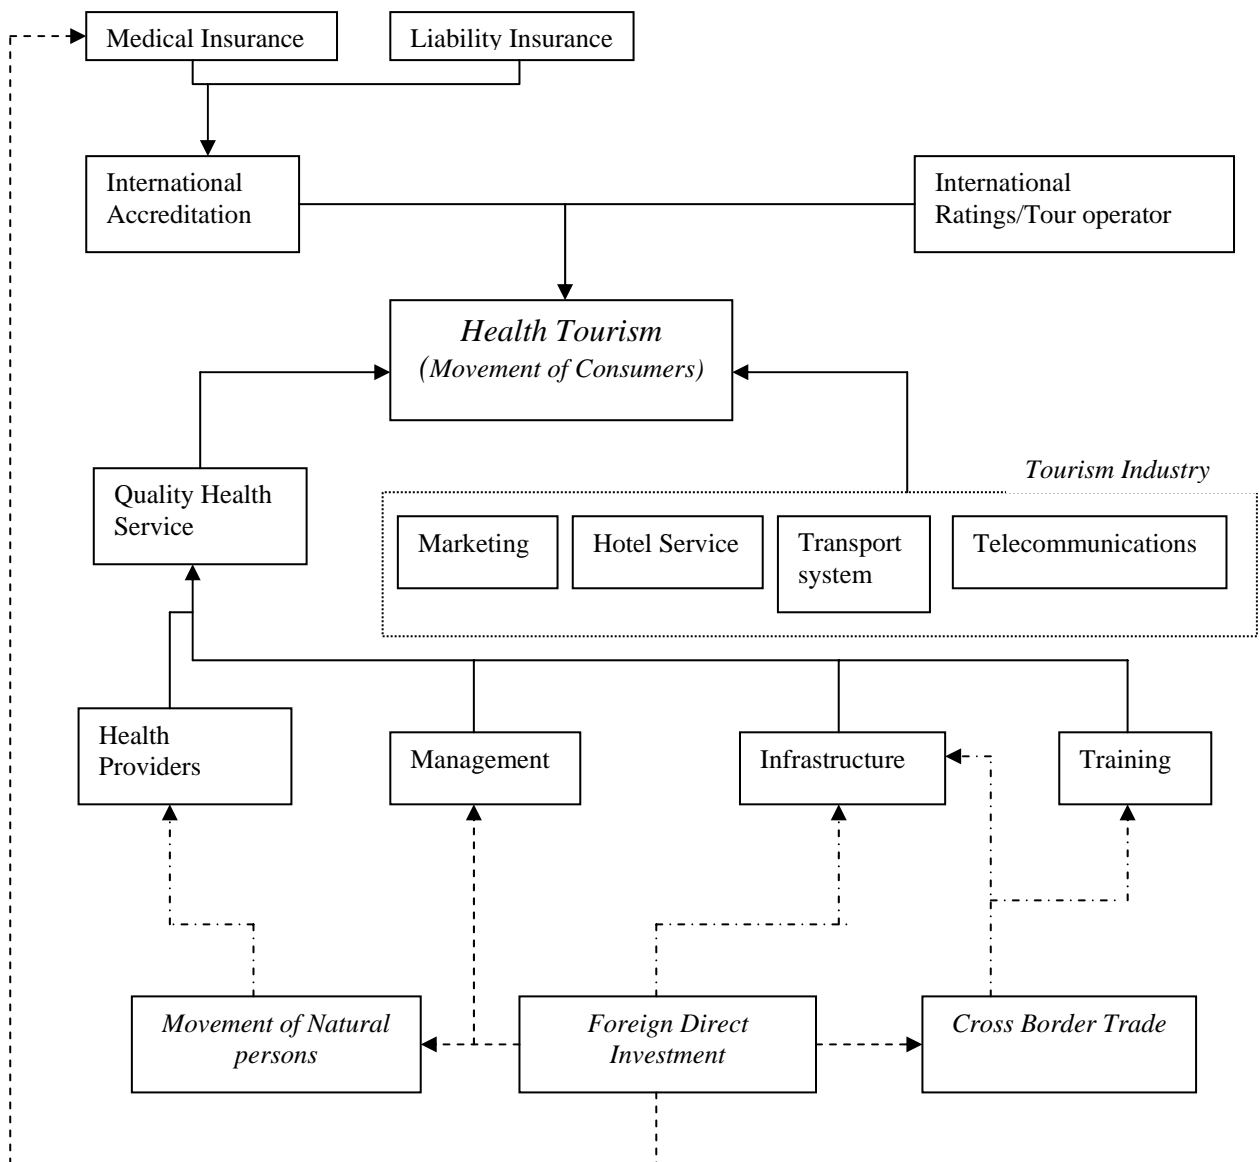 Medical Insurance
Liability Insurance
International
Accreditation
International
Ratings/Tour operator
Health Tourism
(Movement of Consumers)
Quality Health
Service
Tourism Industry
Marketing
Hotel Service
Transport
system
Telecommunications
Health
Providers
Management
Infrastructure
Training
Movement of Natural
persons
Foreign Direct
Investment
Cross Border Trade